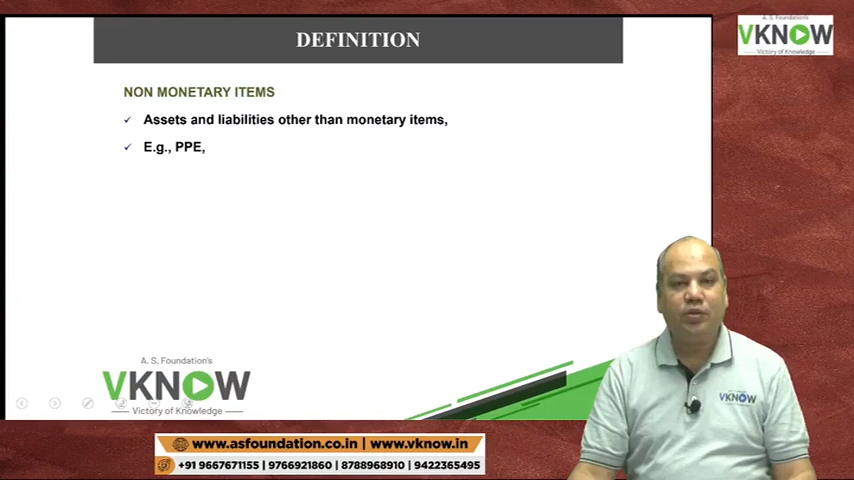 DEFINITION
A. S. Foundation's
VKNOW
Victory of Knowledge
NON MONETARY ITEMS
✓ Assets and liabilities other than monetary items,
✓ E.g., PPE,
A. S. Foundation's
VKNOW
Victory of Knowledge
VKNOW
www.asfoundation.co.in | www.vknow.in
+91 9667671155 | 9766921860 | 8788968910 | 9422365495